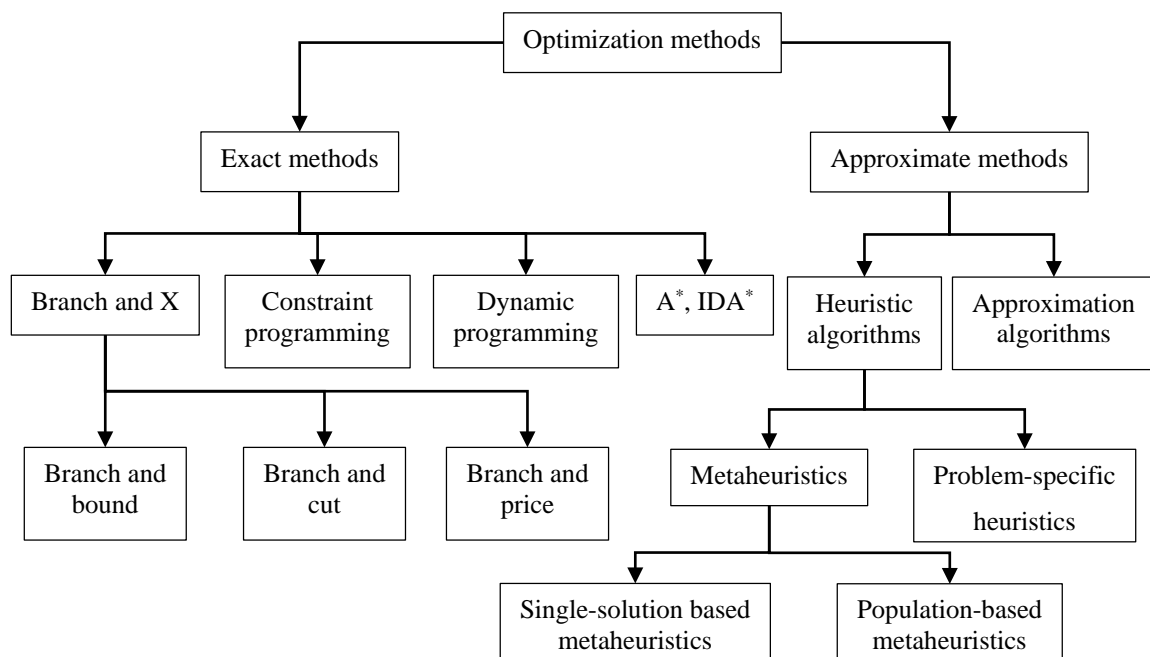 Optimization methods
Exact methods
Approximate methods
Branch and X
Constraint
programming
Dynamic
programming
A*, IDA*
Heuristic
algorithms
Approximation
algorithms
Branch and
bound
Branch and
cut
Branch and
price
Metaheuristics
Problem-specific
heuristics
Single-solution based
metaheuristics
Population-based
metaheuristics